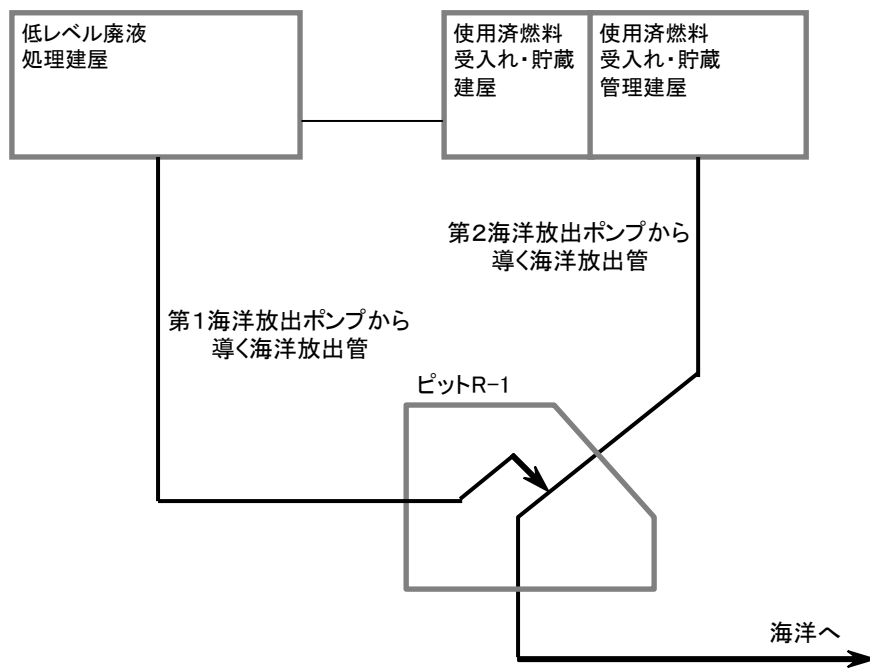 低レベル廃液
処理建屋
使用済燃料
受入れ・貯蔵
建屋
使用済燃料
受入れ・貯蔵
管理建屋
第2海洋放出ポンプから
導く海洋放出管
第1海洋放出ポンプから
導く海洋放出管
ピットR-1
海洋へ